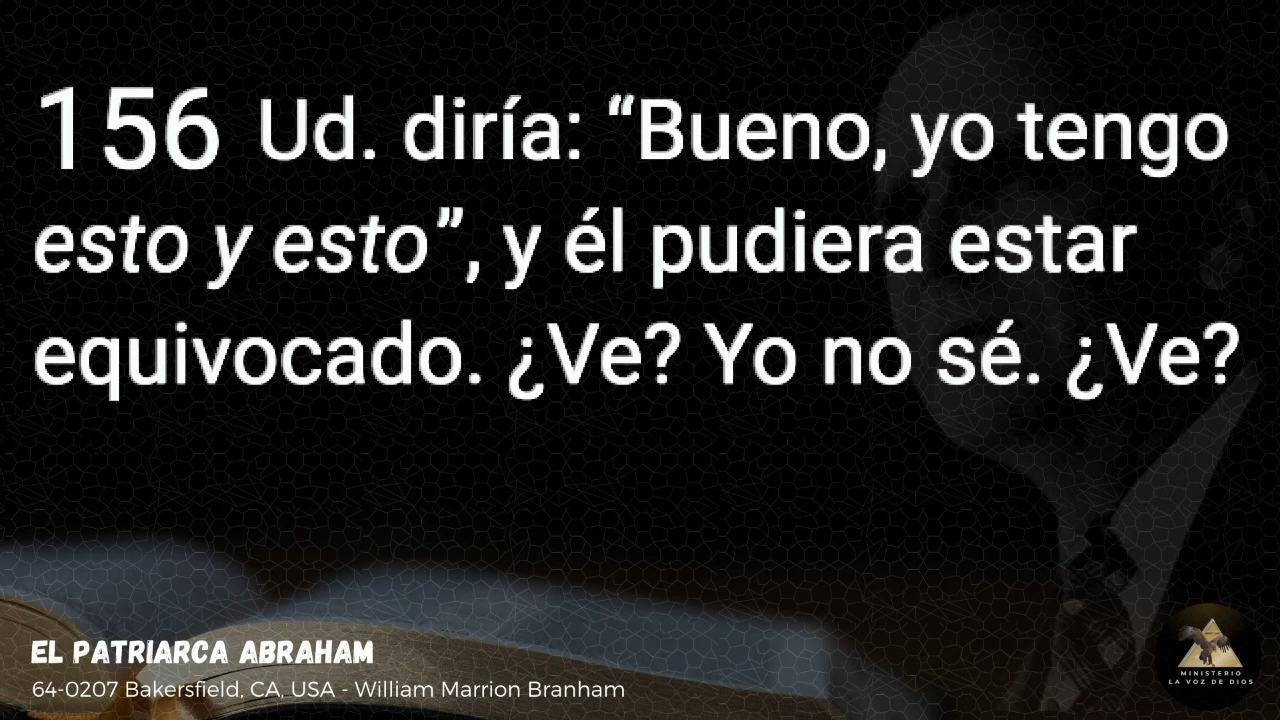 156 Ud. diría: “Bueno, yo tengo
esto y esto”, y él pudiera estar
equivocado. ¿Ve? Yo no sé. ¿Ve?
EL PATRIARCA ABRAHAM
64-0207 Bakersfield, CA, USA - William Marrion Branham
MINISTERIO
LA VOZ DE DIOS